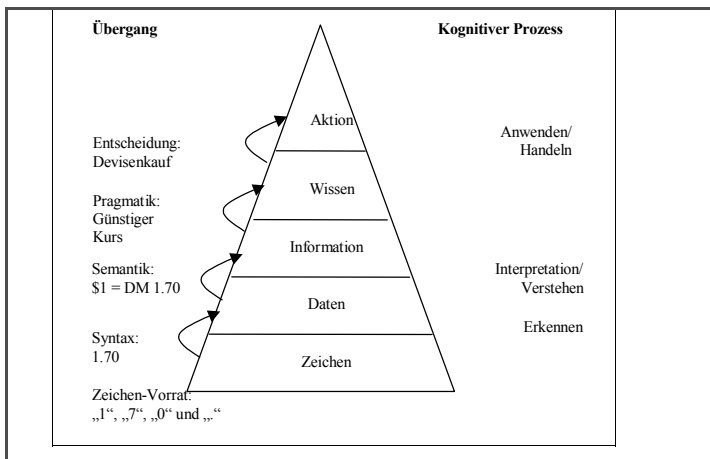 Übergang
Kognitiver Prozess
Aktion
Anwenden/
Handeln
Entscheidung:
Devisenkauf
Wissen
Pragmatik:
Günstiger
Kurs
Information
Semantik:
$1 = DM 1.70
Interpretation/
Verstehen
Daten
Erkennen
Syntax:
1.70
Zeichen
Zeichen-Vorrat:
„1“, „7“, „0“ und „.“